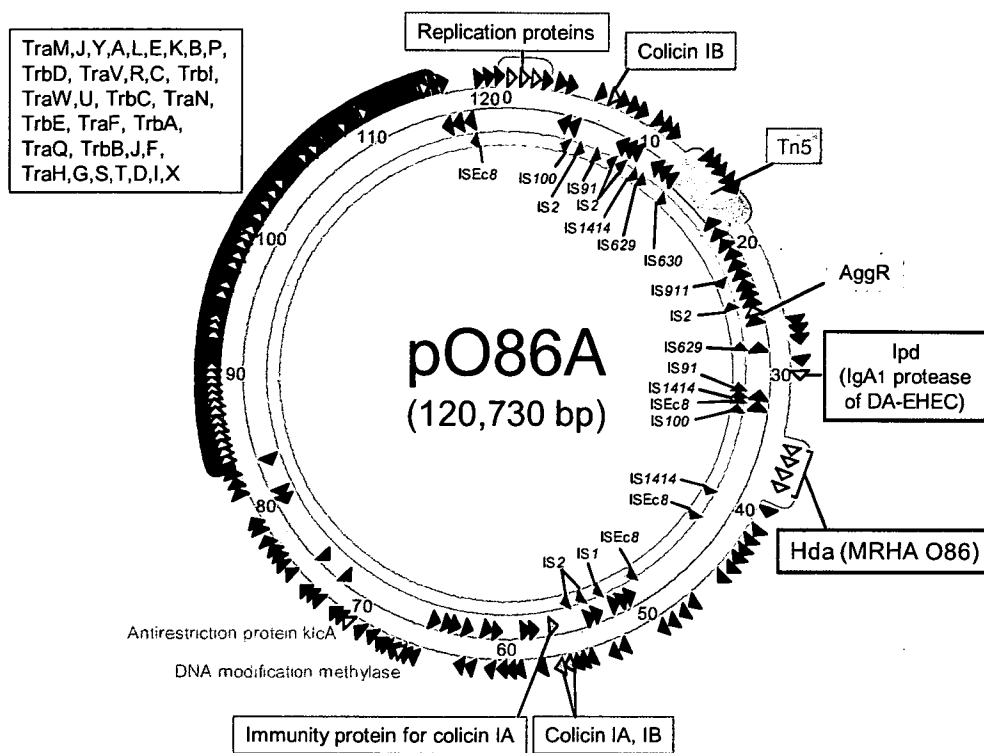 TraM,J,Y,A,L,E,K,B,P,
TrbD, TraV,R,C, TrbI,
TraW,U, TrbC, TraN,
TrbE, TraF, TrbA,
TraQ, TrbB,J,F,
TraH,G,S,T,D,I,X
Replication proteins
Colicin IB
Tn5
AggR
Ipd
(IgA1 protease
of DA-EHEC)
Hda (MRHA O86)
Colicin IA, IB
Immunity protein for colicin IA
DNA modification methylase
Antirestriction protein klcA
120
0
10
20
30
40
50
60
70
80
90
100
110
ISEc8
IS100
IS2
IS91
IS2
IS1414
IS629
IS630
IS911
IS2
IS629
IS91
IS1414
ISEc8
IS100
IS1414
ISEc8
ISEc8
IS1
IS2
pO86A
(120,730 bp)